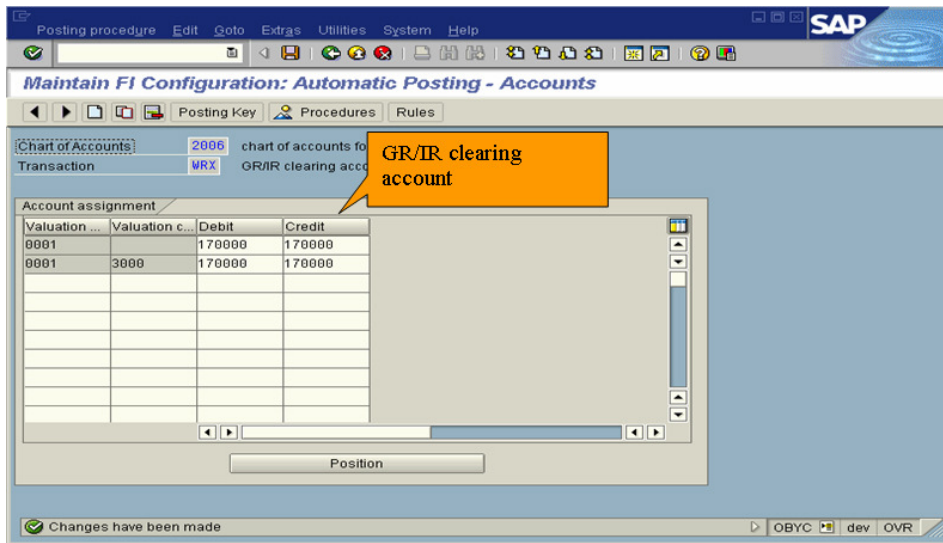 SAP
Posting procedure Edit Goto Extras Utilities System Help
Maintain FI Configuration: Automatic Posting - Accounts
Posting Key Procedures Rules
Chart of Accounts 2006 chart of accounts fo
Transaction WRX GR/IR clearing acco
GR/IR clearing
account
Account assignment
Valuation ... Valuation c... Debit Credit
0001 170000 170000
0001 3000 170000 170000
Position
Changes have been made OBYC dev OVR